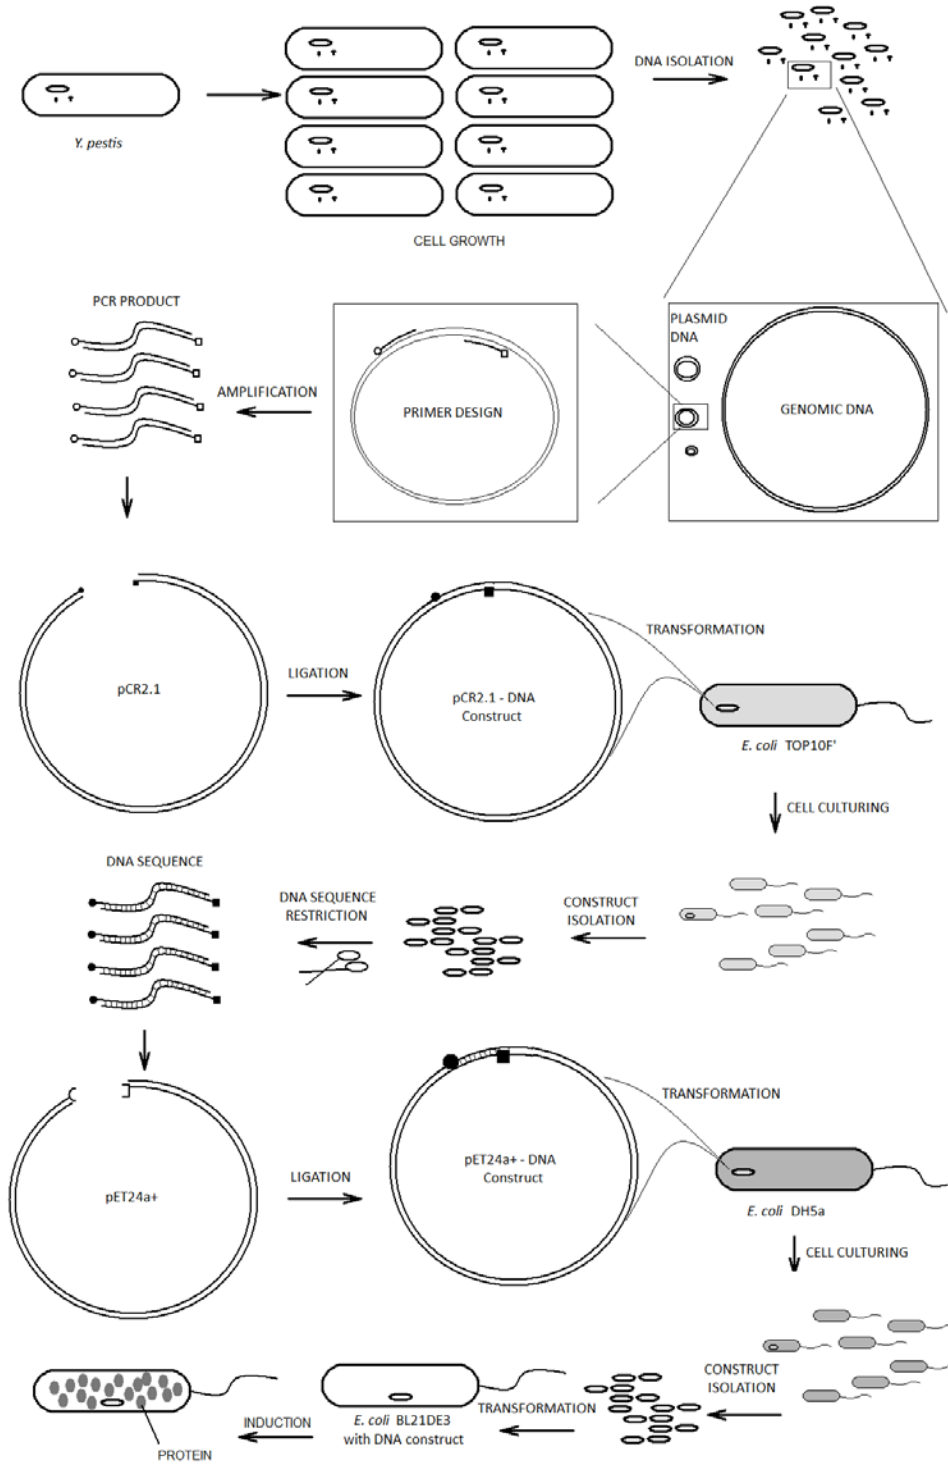 DNA ISOLATION
Y. pestis
CELL GROWTH
PCR PRODUCT
PLASMID
DNA
AMPLIFICATION
PRIMER DESIGN
GENOMIC DNA
TRANSFORMATION
LIGATION
pCR2.1
pCR2.1 - DNA
Construct
E. coli TOP10F'
CELL CULTURING
DNA SEQUENCE
DNA SEQUENCE
RESTRICTION
CONSTRUCT
ISOLATION
TRANSFORMATION
pET24a+ - DNA
Construct
LIGATION
pET24a+
E. coli DH5a
CELL CULTURING
CONSTRUCT
ISOLATION
TRANSFORMATION
E. coli BL21DE3
with DNA construct
INDUCTION
PROTEIN